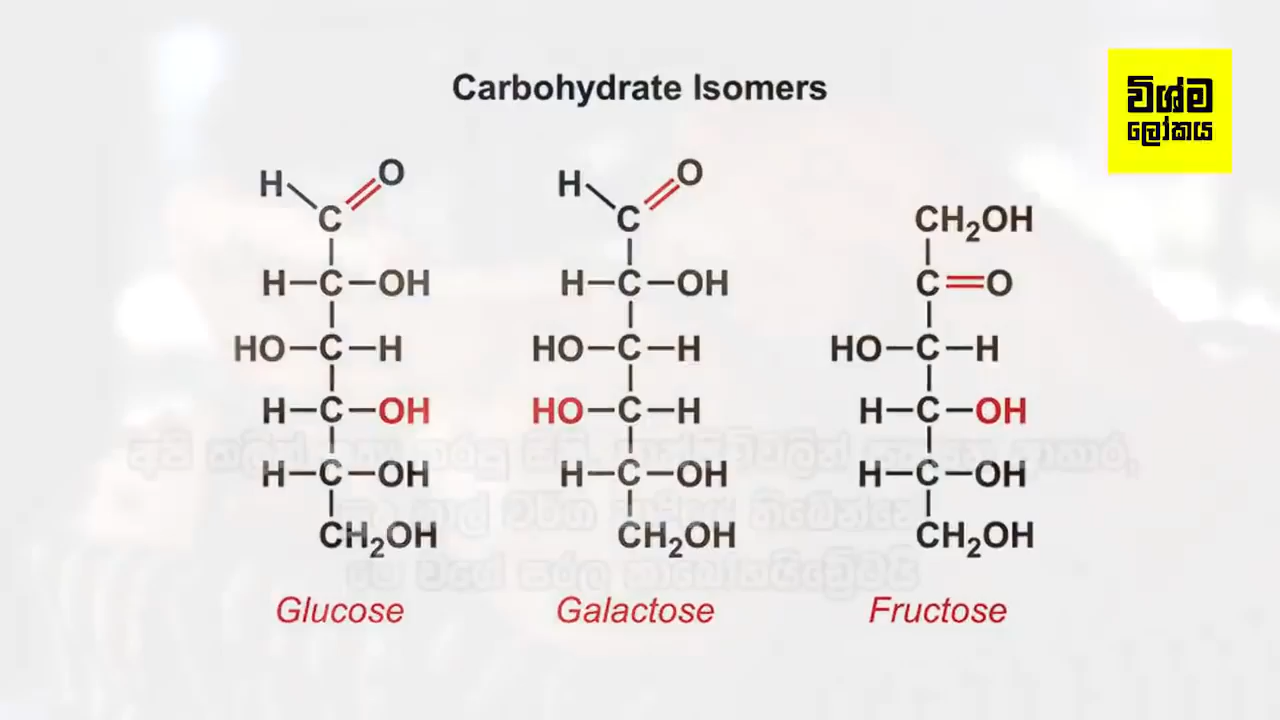 Carbohydrate Isomers
විශ්ම
ලෝකය
H O H O
C C CH2OH
H–C–OH H–C–OH C=O
HO–C–H HO–C–H HO–C–H
H–C–OH HO–C–H H–C–OH
H–C–OH H–C–OH H–C–OH
CH2OH CH2OH CH2OH
Glucose Galactose Fructose